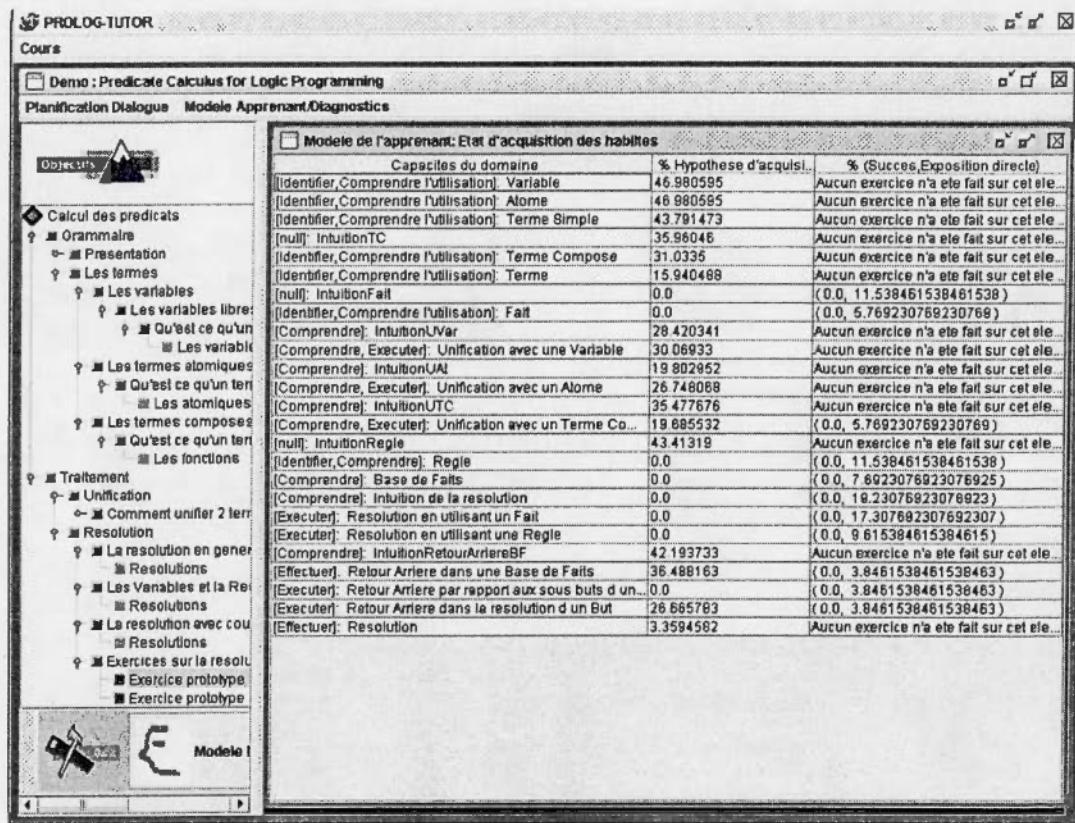 PROLOG-TUTOR
Cours
Demo : Predicate Calculus for Logic Programming
Planification Dialogue Modele Apprenant/Diagnostics
Objectifs
Calcul des predicats
Grammaire
Presentation
Les termes
Les variables
Les variables libres
Qu'est ce qu'un
Les variable
Les termes atomiques
Qu'est ce qu'un ter
Les atomiques
Les termes composes
Qu'est ce qu'un ter
Les fonctions
Traitement
Unification
Comment unifier 2 term
Resolution
La resolution en gener
Resolutions
Les Variables et la Re
Resolutions
La resolution avec cou
Resolutions
Exercices sur la resolu
Exercice prototype
Exercice prototype
Modele
Modele de l'apprenant: Etat d'acquisition des habiltes
Capacites du domaine % Hypothese d'acquisi... % (Succes,Exposition directe)
[Identifier,Comprendre l'utilisation]: Variable 46.980595 Aucun exercice n'a ete fait sur cet ele...
[Identifier,Comprendre l'utilisation]: Atome 46.980595 Aucun exercice n'a ete fait sur cet ele...
[Identifier,Comprendre l'utilisation]: Terme Simple 43.791473 Aucun exercice n'a ete fait sur cet ele...
[null]: IntuitionTC 35.96046 Aucun exercice n'a ete fait sur cet ele...
[Identifier,Comprendre l'utilisation]: Terme Compose 31.0335 Aucun exercice n'a ete fait sur cet ele...
[Identifier,Comprendre l'utilisation]: Terme 15.940488 Aucun exercice n'a ete fait sur cet ele...
[null]: IntuitionFait 0.0 ( 0.0, 11.538461538461538 )
[Identifier,Comprendre l'utilisation]: Fait 0.0 ( 0.0, 5.769230769230769 )
[Comprendre]: IntuitionUVar 28.420341 Aucun exercice n'a ete fait sur cet ele...
[Comprendre, Executer]: Unification avec une Variable 30.06933 Aucun exercice n'a ete fait sur cet ele...
[Comprendre]: IntuitionUAt 19.802952 Aucun exercice n'a ete fait sur cet ele...
[Comprendre, Executer]: Unification avec un Atome 26.748068 Aucun exercice n'a ete fait sur cet ele...
[Comprendre]: IntuitionUTC 35.477676 Aucun exercice n'a ete fait sur cet ele...
[Comprendre, Executer]: Unification avec un Terme Co... 19.685532 ( 0.0, 5.769230769230769 )
[null]: IntuitionRegle 43.41319 Aucun exercice n'a ete fait sur cet ele...
[Identifier,Comprendre]: Regle 0.0 ( 0.0, 11.538461538461538 )
[Comprendre]: Base de Faits 0.0 ( 0.0, 7.6923076923076925 )
[Comprendre]: Intuition de la resolution 0.0 ( 0.0, 19.23076923076923 )
[Executer]: Resolution en utilisant un Fait 0.0 ( 0.0, 17.307692307692307 )
[Executer]: Resolution en utilisant une Regle 0.0 ( 0.0, 9.615384615384615 )
[Comprendre]: IntuitionRetourArriereBF 42.193733 Aucun exercice n'a ete fait sur cet ele...
[Effectuer]: Retour Arriere dans une Base de Faits 36.488163 ( 0.0, 3.8461538461538463 )
[Executer]: Retour Arriere par rapport aux sous buts d un... 0.0 ( 0.0, 3.8461538461538463 )
[Executer]: Retour Arriere dans la resolution d un But 26.665783 ( 0.0, 3.8461538461538463 )
[Effectuer]: Resolution 3.3594582 Aucun exercice n'a ete fait sur cet ele...